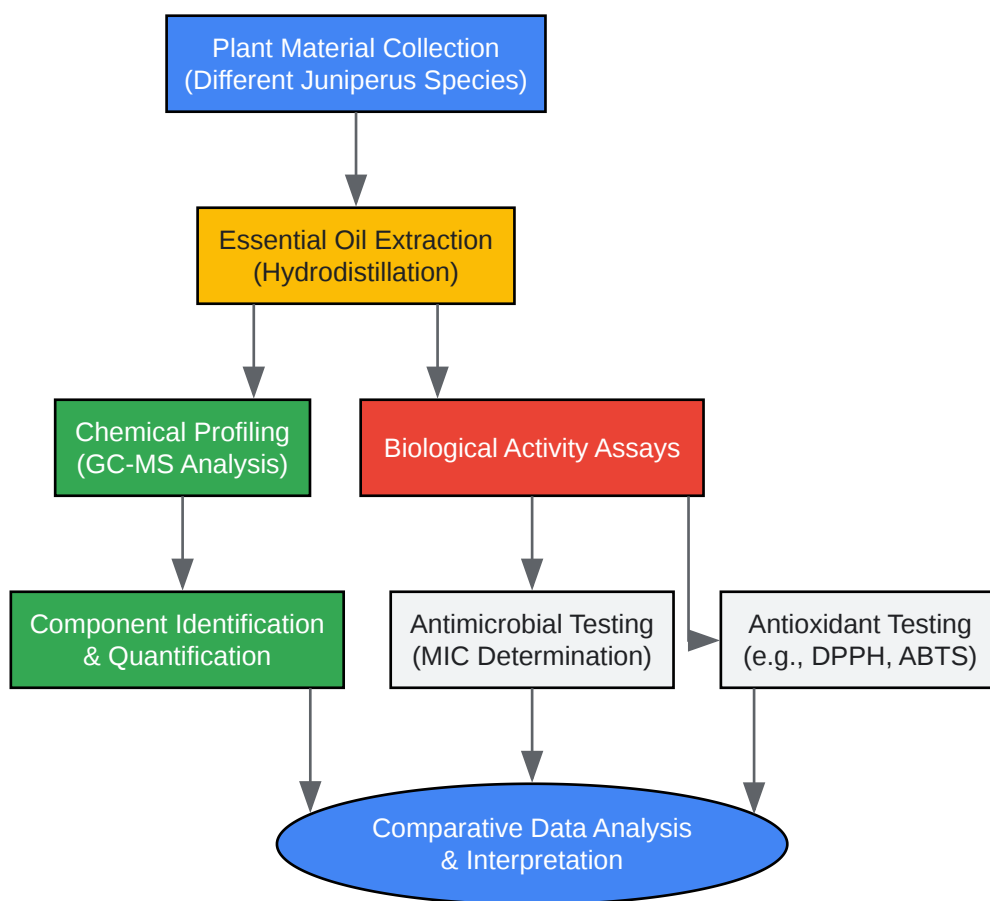 Plant Material Collection
(Different Juniperus Species)
Essential Oil Extraction
(Hydrodistillation)
Chemical Profiling
(GC-MS Analysis)
Biological Activity Assays
Component Identification
& Quantification
Antimicrobial Testing
(MIC Determination)
Antioxidant Testing
(e.g., DPPH, ABTS)
Comparative Data Analysis
& Interpretation